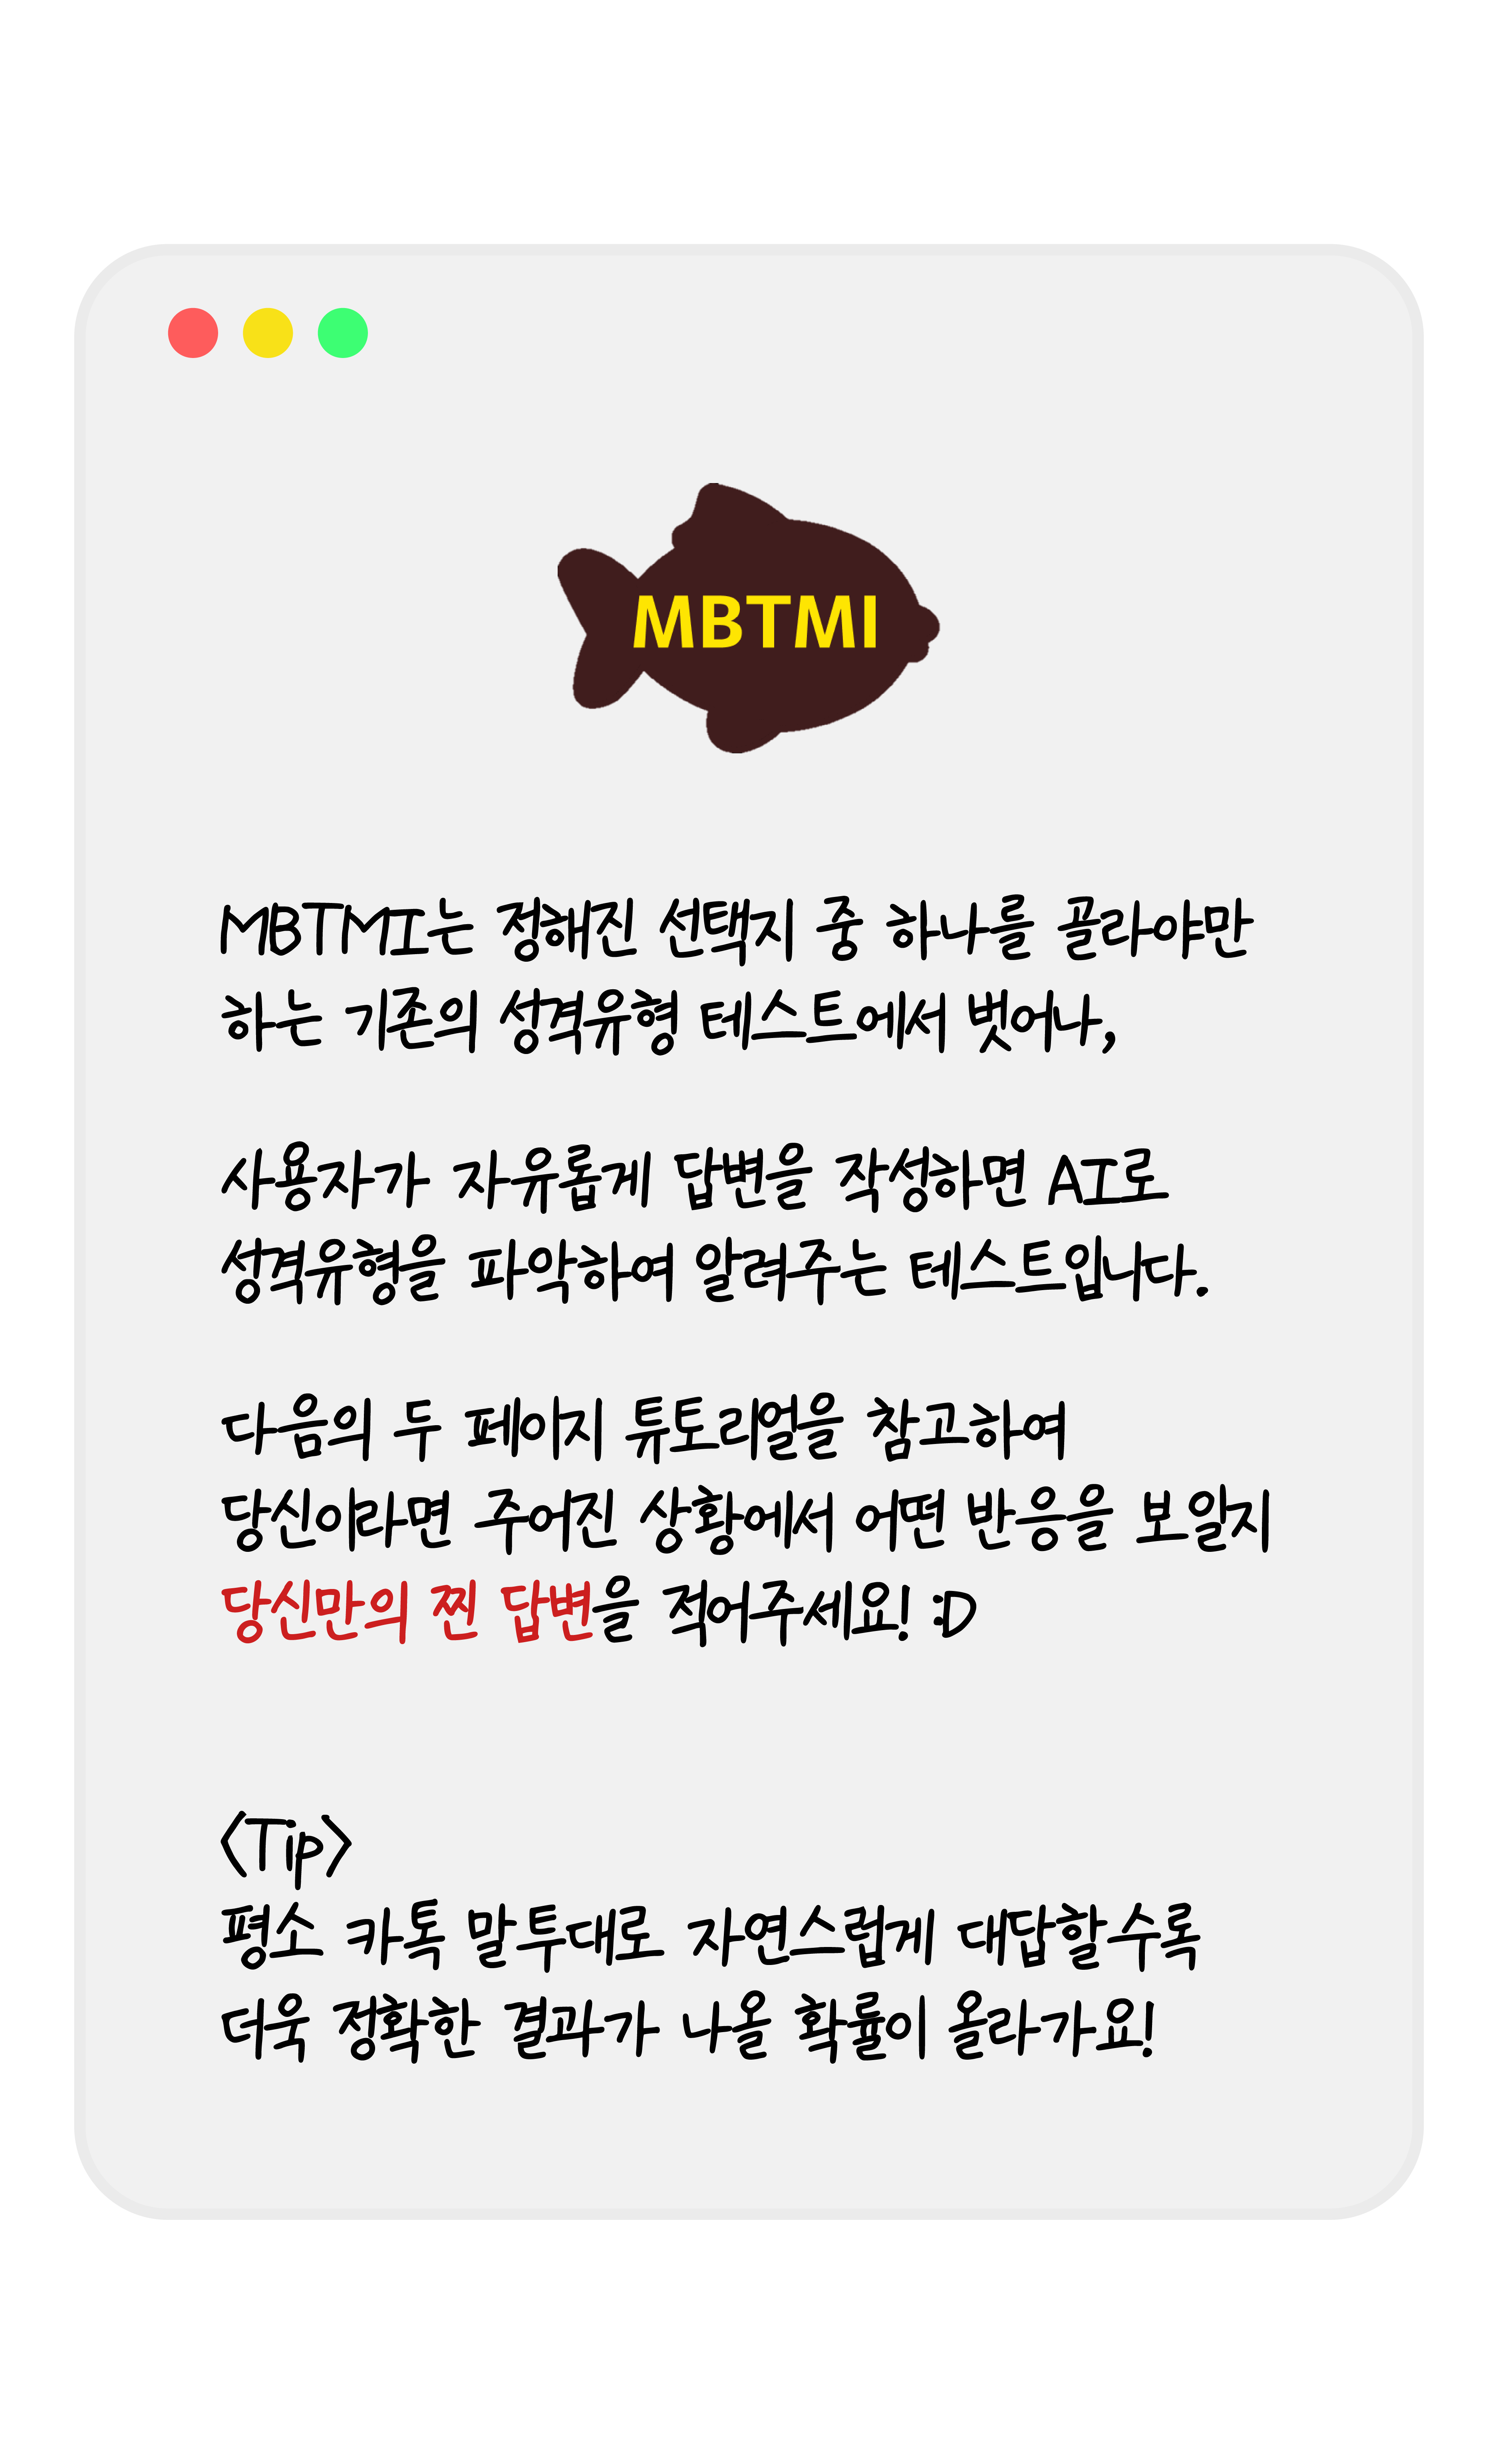 MBTMI
MBTMI는 정해진 선택지 중 하나를 골라야만
하는 기존의 성격유형 테스트에서 벗어나,
사용자가 자유롭게 답변을 작성하면 AI로
성격유형을 파악하여 알려주는 테스트입니다.
다음의 두 페이지 튜토리얼을 참고하여
당신이라면 주어진 상황에서 어떤 반응을 보일지
당신만의 찐 답변을 적어주세요! :D
<Tip>
평소 카톡 말투대로 자연스럽게 대답할수록
더욱 정확한 결과가 나올 확률이 올라가요!